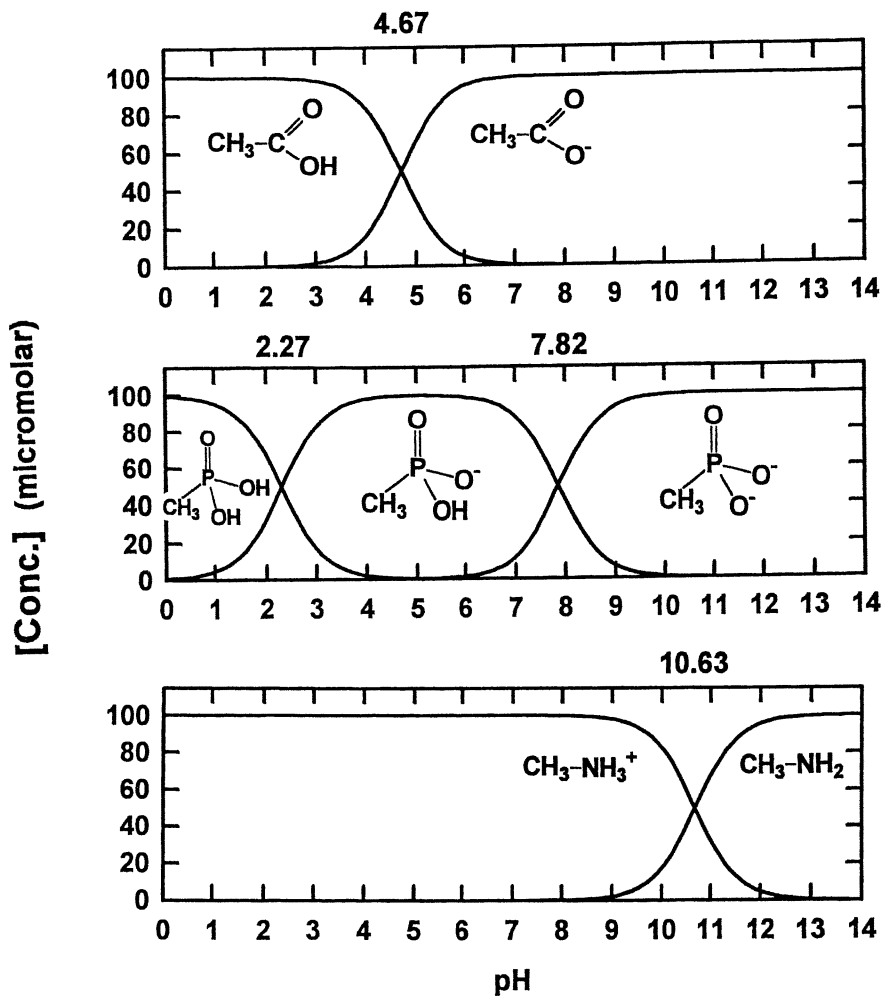 4.67
100
80
60
40
20
0
CH3-C
O
OH
CH3-C
O
O-
0 1 2 3 4 5 6 7 8 9 10 11 12 13 14
2.27 7.82
100
80
60
40
20
0
O
P
OH
CH3
OH
O
P
O-
CH3
OH
O
P
O-
CH3
O-
0 1 2 3 4 5 6 7 8 9 10 11 12 13 14
10.63
100
80
60
40
20
0
CH3-NH3+ CH3-NH2
0 1 2 3 4 5 6 7 8 9 10 11 12 13 14
pH
[Conc.] (micromolar)